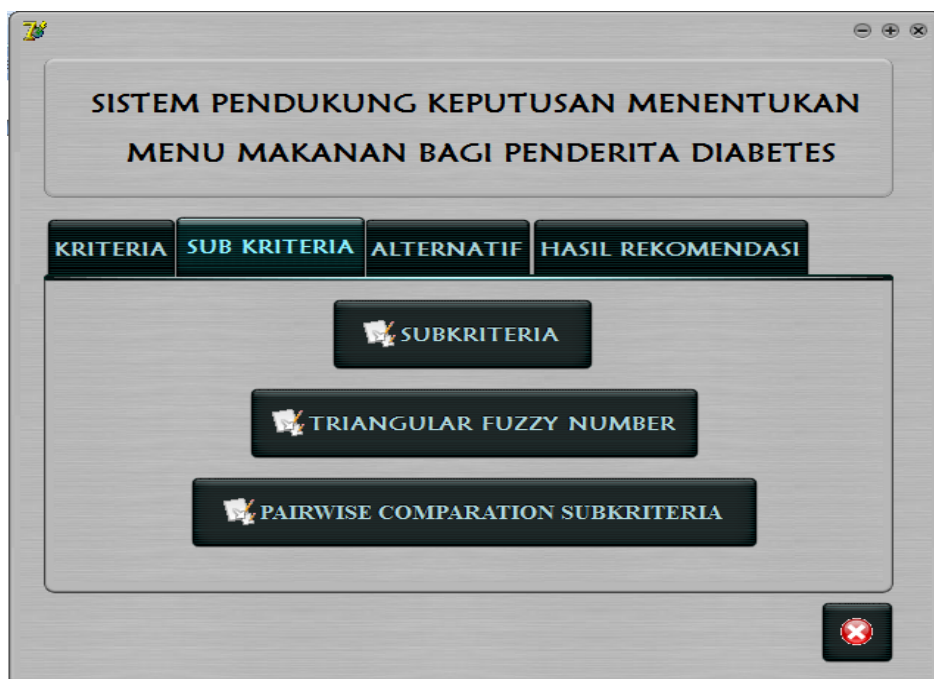 SISTEM PENDUKUNG KEPUTUSAN MENENTUKAN
MENU MAKANAN BAGI PENDERITA DIABETES
KRITERIA SUB KRITERIA ALTERNATIF HASIL REKOMENDASI
SUBKRITERIA
TRIANGULAR FUZZY NUMBER
PAIRWISE COMPARATION SUBKRITERIA